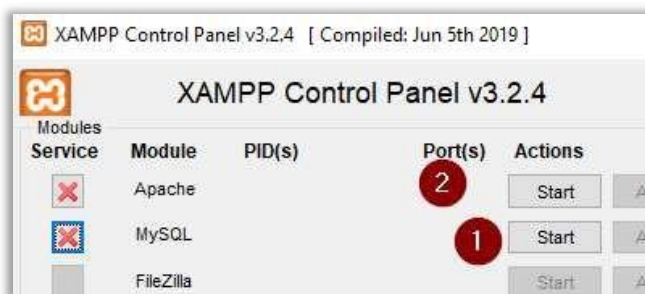 XAMPP Control Panel v3.2.4 [ Compiled: Jun 5th 2019 ]
XAMPP Control Panel v3.2.4
Modules
Service Module PID(s) Port(s) Actions
Apache 2 Start A
MySQL 1 Start A
FileZilla Start A